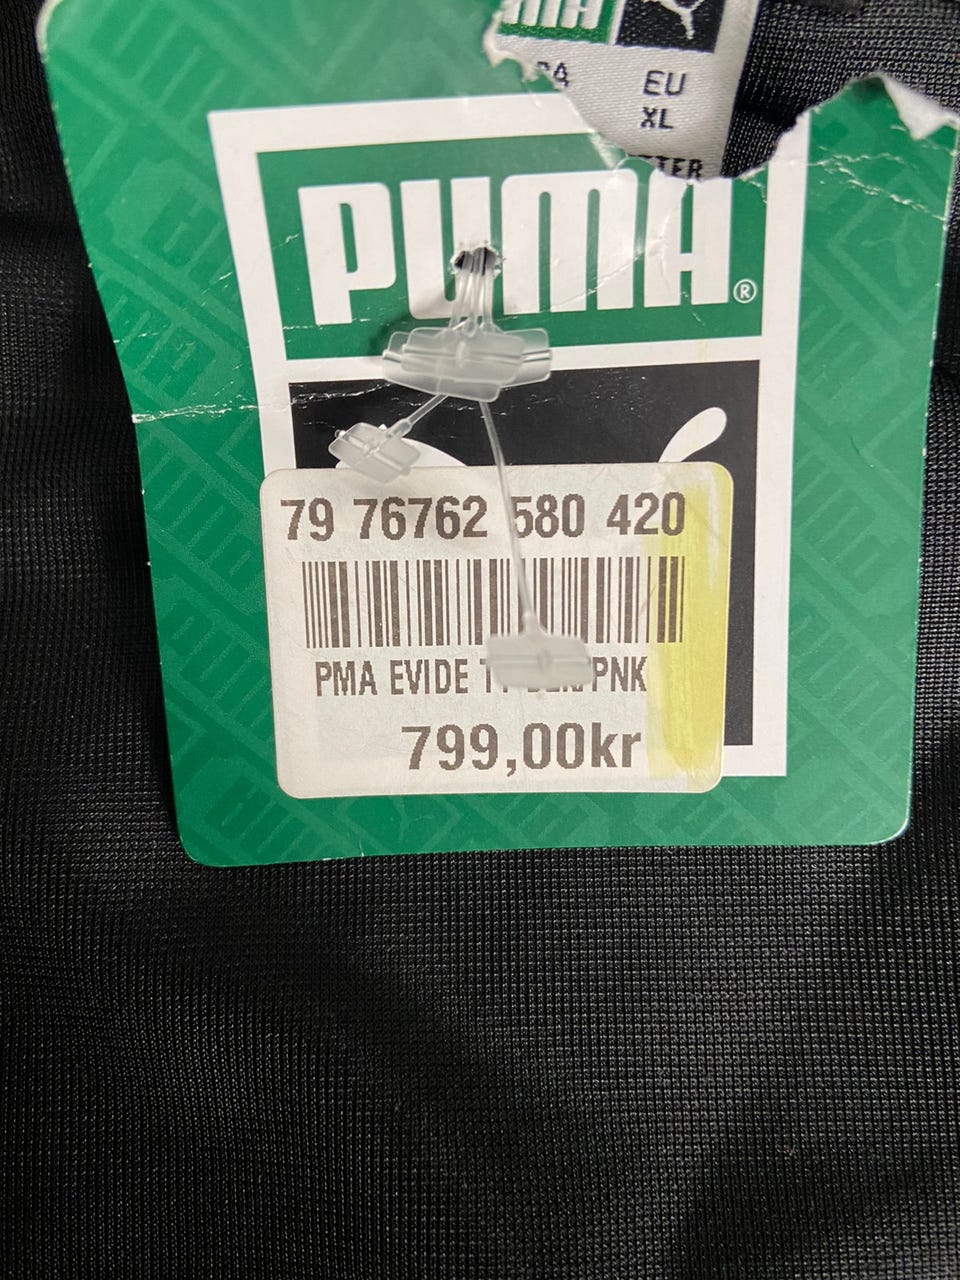 EU
XL
PUMA®
79 76762 580 420
PMA EVIDE PNK
799,00kr